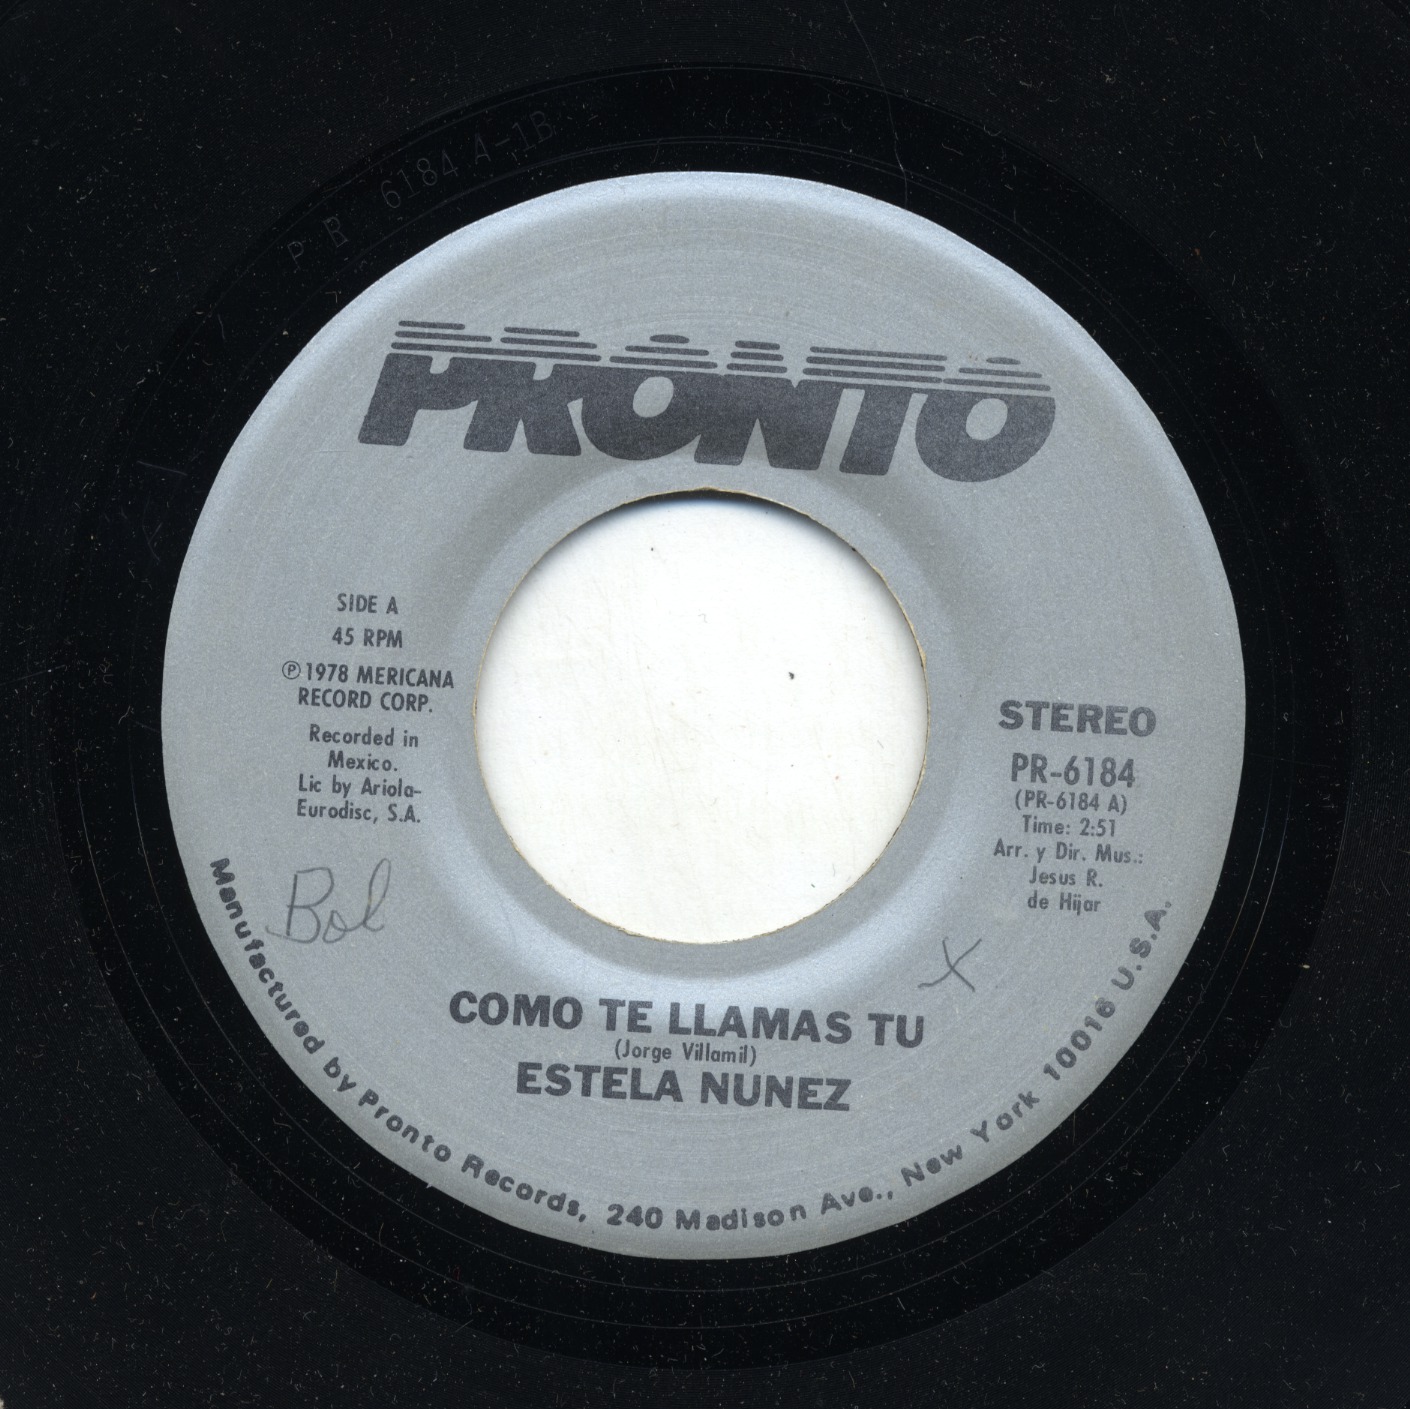 PR 6184 A-1B
PRONTO
SIDE A
45 RPM
Ⓟ1978 MERICANA
RECORD CORP.
Recorded in
Mexico.
Lic by Ariola-
Eurodisc, S.A.
STEREO
PR-6184
(PR-6184 A)
Time: 2:51
Arr. y Dir. Mus.:
Jesus R.
de Hijar
Bol
X
COMO TE LLAMAS TU
(Jorge Villamil)
ESTELA NUNEZ
Manufactured by Pronto Records, 240 Madison Ave., New York 10016 U.S.A.